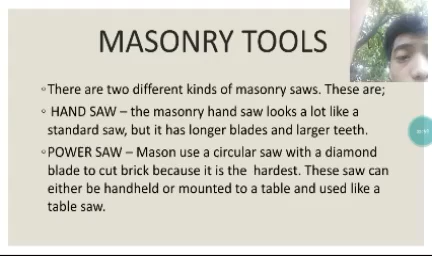 MASONRY TOOLS
◦There are two different kinds of masonry saws. These are;
◦ HAND SAW – the masonry hand saw looks a lot like a
standard saw, but it has longer blades and larger teeth.
◦POWER SAW – Mason use a circular saw with a diamond
blade to cut brick because it is the hardest. These saw can
either be handheld or mounted to a table and used like a
table saw.